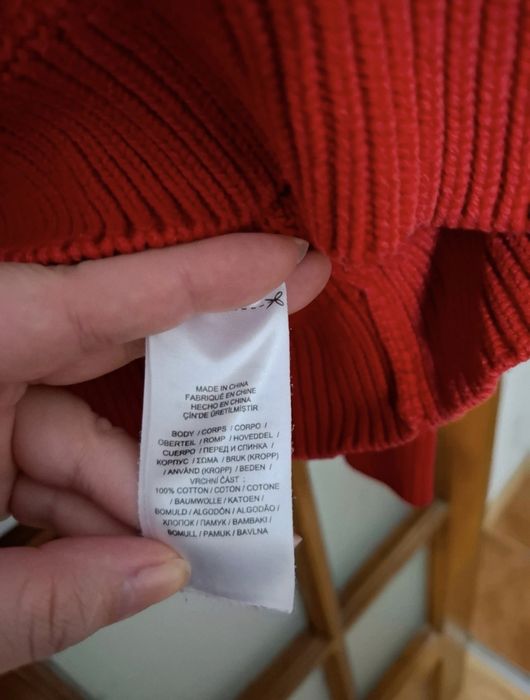 MADE IN CHINA
FABRIQUÉ EN CHINE
HECHO EN CHINA
ÇİN'DE ÜRETİLMİŞTİR
BODY / CORPS / CORPO /
OBERTEIL / ROMP / HOVEDDEL /
CUERPO / ПЕРЕД И СПИНКА /
КОРПУС / ΣΩΜΑ / BRUK (KROPP)
/ ANVÄND (KROPP) / BEDEN /
VRCHNÍ ČÁST :
100% COTTON / COTON / COTONE
/ BAUMWOLLE / KATOEN /
BOMULD / ALGODÓN / ALGODÃO /
ХЛОПОК / ПАМУК / ΒΑΜΒΑΚΙ /
BOMULL / PAMUK / BAVLNA